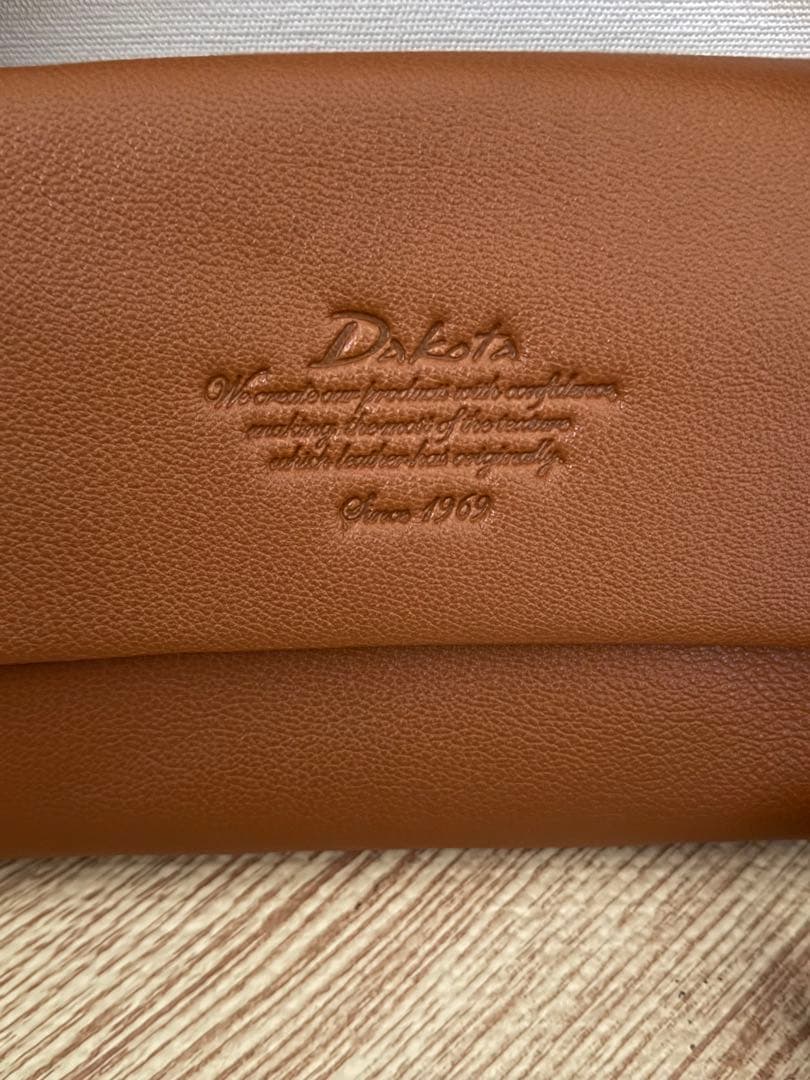 Dakota
We create our products with confidence,
making the most of the texture
which leather has originally.
Since 1969